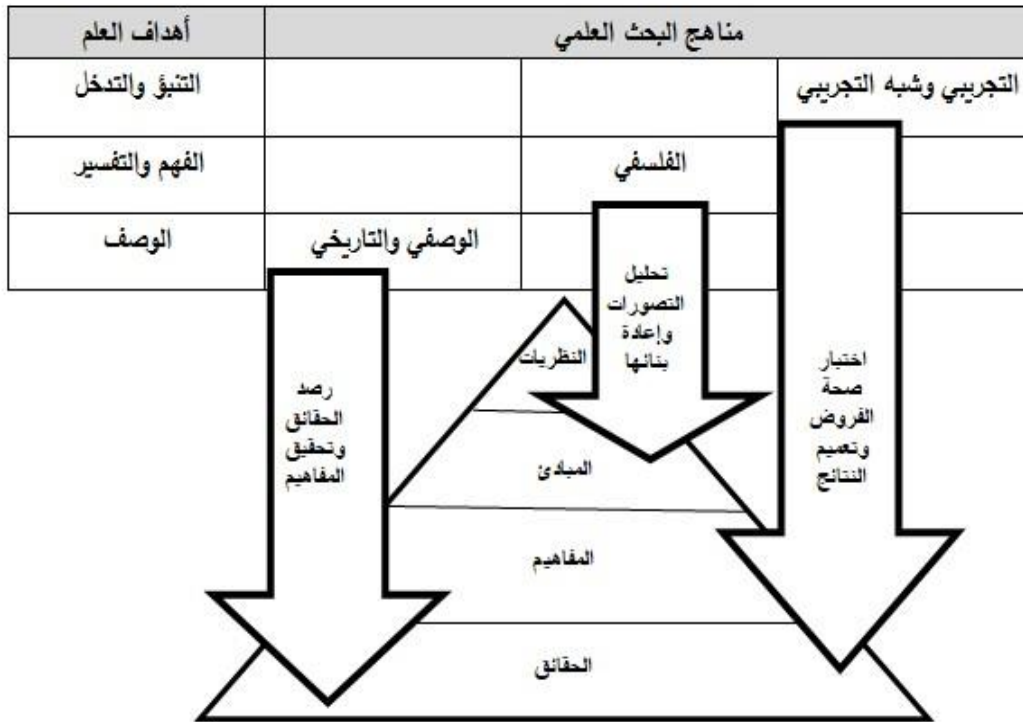 أهداف العلم
مناهج البحث العلمي
التنبؤ والتدخل
التجريبي وشبه التجريبي
الفهم والتفسير
الفلسفي
الوصف
الوصفي والتاريخي
تحليل
التصورات
وإعادة
بنائها
اختبار
صحة
الفروض
وتعميم
النتائج
رصد
الحقائق
وتحقيق
المفاهيم
النظريات
المبادئ
المفاهيم
الحقائق